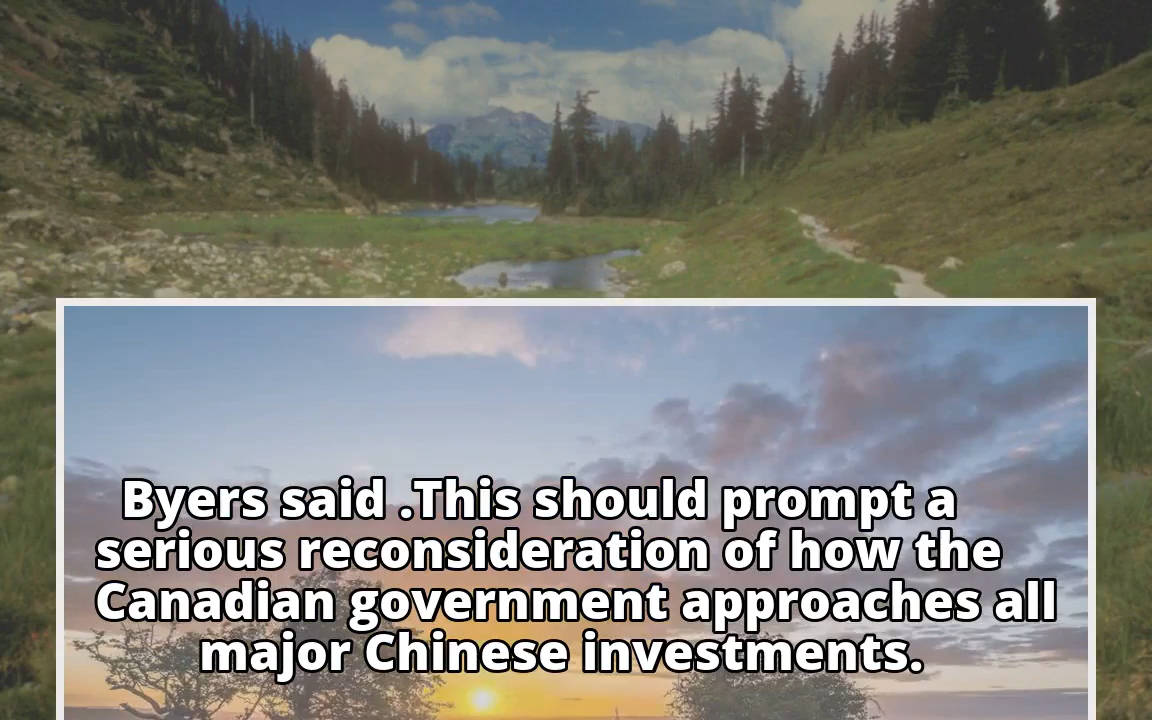 Byers said .This should prompt a
serious reconsideration of how the
Canadian government approaches all
major Chinese investments.